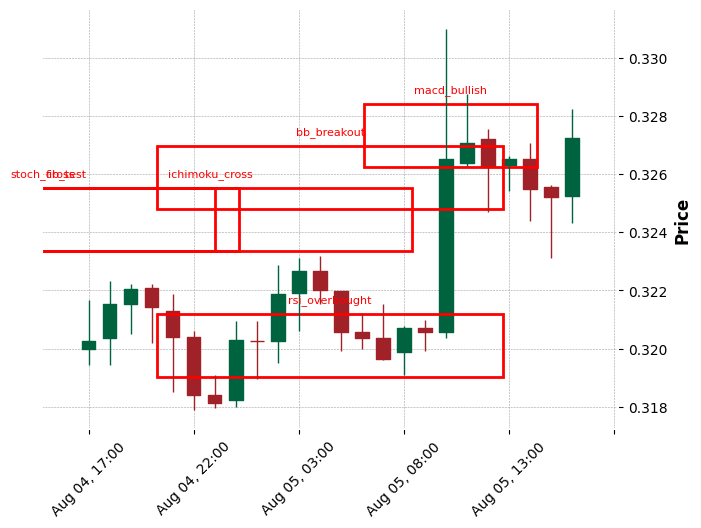 macd_bullish
bb_breakout
ichimoku_cross
rsi_overbought
0.330
0.328
0.326
0.324
0.322
0.320
0.318
Price
Aug 04, 17:00
Aug 04, 22:00
Aug 05, 03:00
Aug 05, 08:00
Aug 05, 13:00